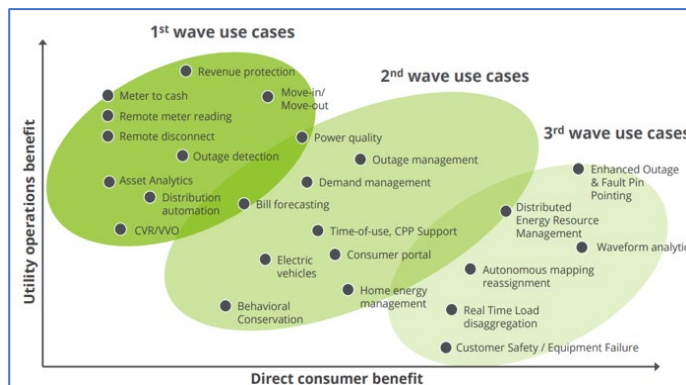 1st wave use cases
2nd wave use cases
3rd wave use cases
Revenue protection
Meter to cash
Move-in/
Move-out
Remote meter reading
Remote disconnect
Power quality
Outage detection
Outage management
Enhanced Outage
& Fault Pin
Pointing
Asset Analytics
Demand management
Distribution
automation
Bill forecasting
Distributed
Energy Resource
Management
CVR/VVO
Time-of-use, CPP Support
Waveform analytic
Electric
vehicles
Consumer portal
Autonomous mapping
reassignment
Home energy
management
Behavioral
Conservation
Real Time Load
disaggregation
Customer Safety / Equipment Failure
Utility operations benefit
Direct consumer benefit